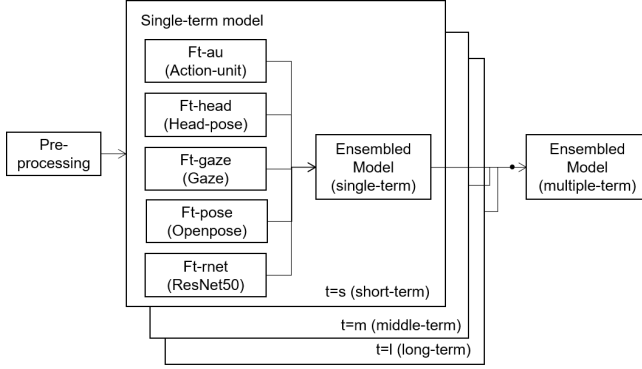 Single-term model
Ft-au
(Action-unit)
Ft-head
(Head-pose)
Ft-gaze
(Gaze)
Ft-pose
(Openpose)
Ft-rnet
(ResNet50)
Pre-
processing
Ensembled
Model
(single-term)
Ensembled
Model
(multiple-term)
t=s (short-term)
t=m (middle-term)
t=l (long-term)